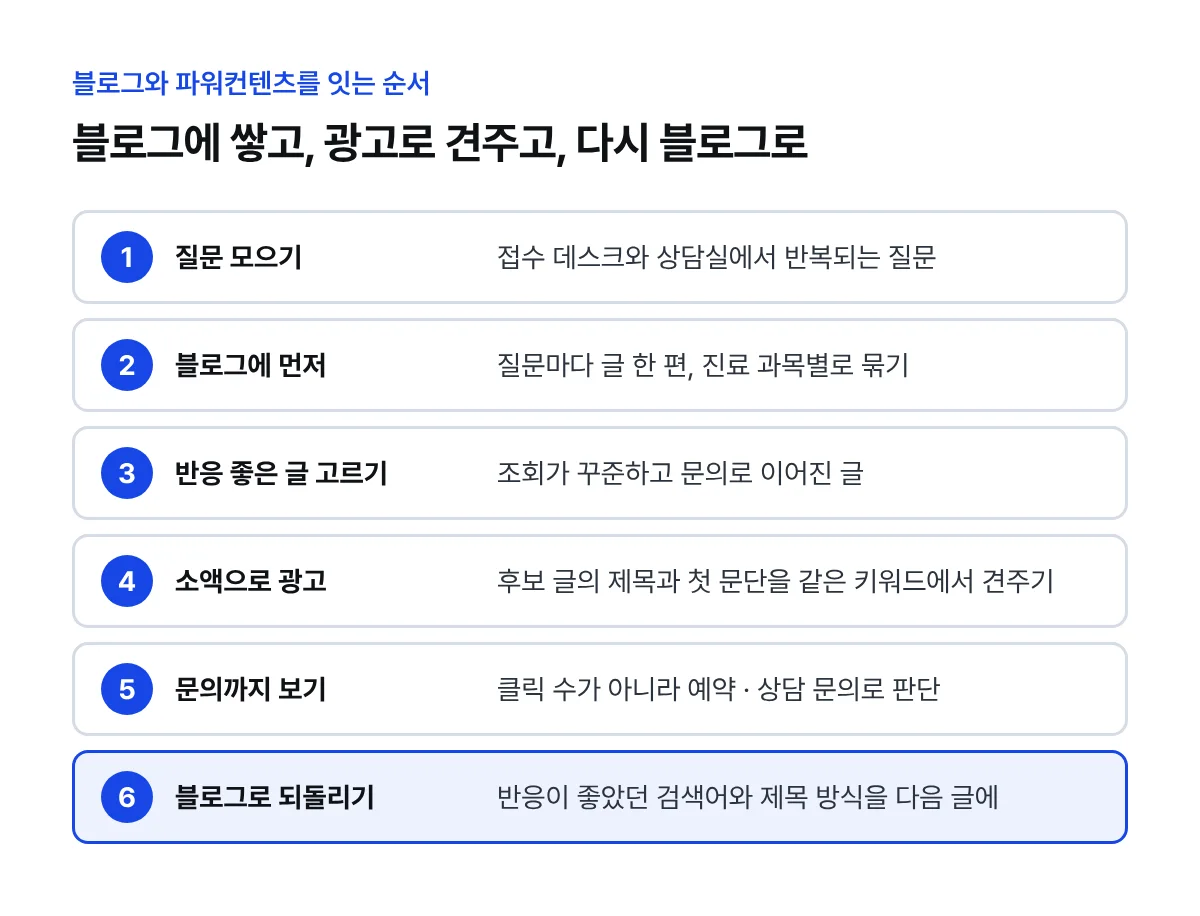 블로그와 파워컨텐츠를 잇는 순서
블로그에 쌓고, 광고로 견주고, 다시 블로그로
1 질문 모으기 접수 데스크와 상담실에서 반복되는 질문
2 블로그에 먼저 질문마다 글 한 편, 진료 과목별로 묶기
3 반응 좋은 글 고르기 조회가 꾸준하고 문의로 이어진 글
4 소액으로 광고 후보 글의 제목과 첫 문단을 같은 키워드에서 견주기
5 문의까지 보기 클릭 수가 아니라 예약 · 상담 문의로 판단
6 블로그로 되돌리기 반응이 좋았던 검색어와 제목 방식을 다음 글에